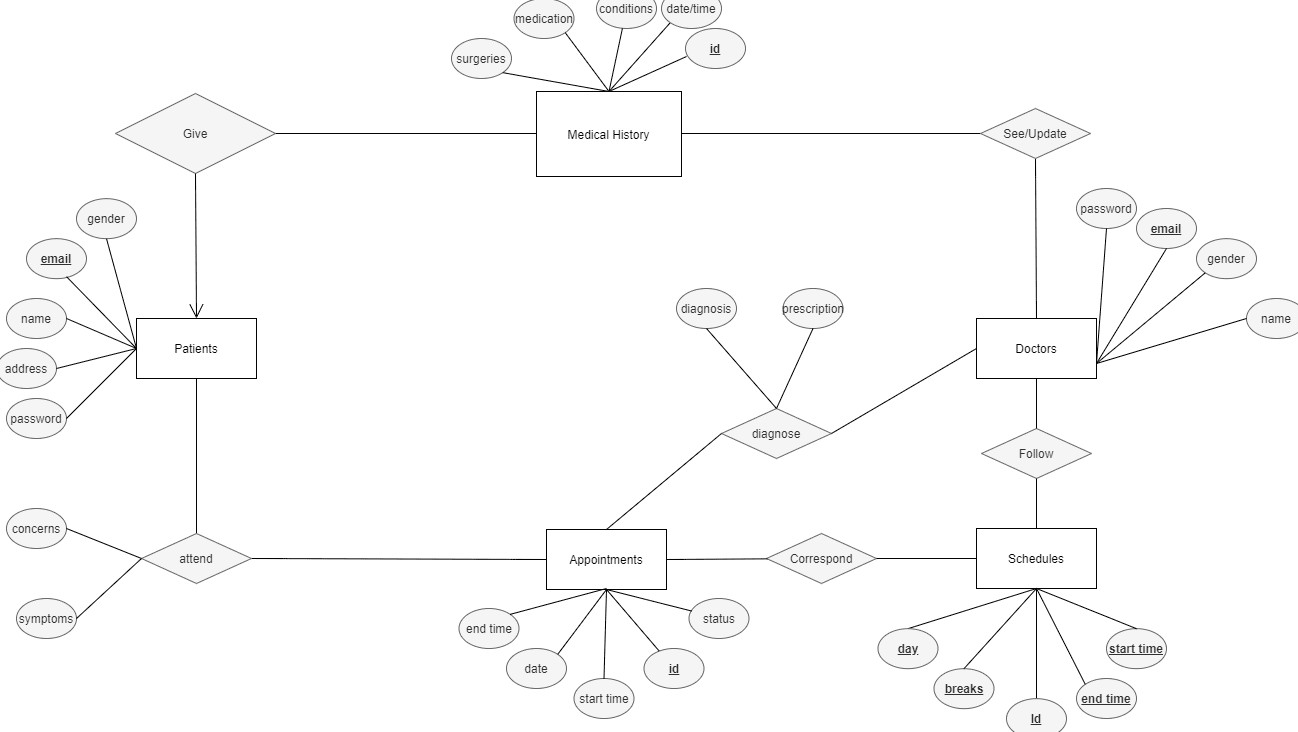 conditions
date/time
medication
id
surgeries
Give
Medical History
See/Update
gender
email
name
address
password
Patients
password
email
gender
name
Doctors
diagnosis
prescription
diagnose
Follow
concerns
attend
symptoms
Appointments
Correspond
Schedules
end time
date
start time
id
status
day
breaks
Id
end time
start time